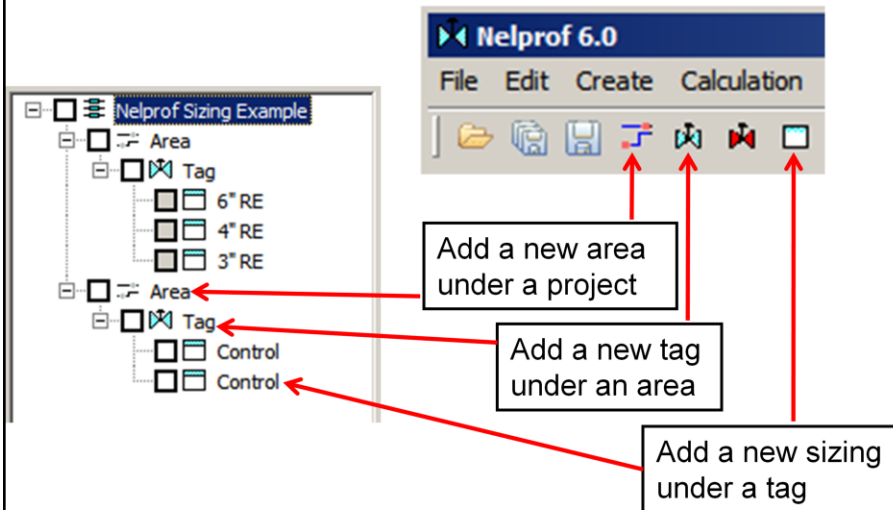 Nelprof 6.0
File Edit Create Calculation
Nelprof Sizing Example
Area
Tag
6" RE
4" RE
3" RE
Area
Tag
Control
Control
Add a new area
under a project
Add a new tag
under an area
Add a new sizing
under a tag